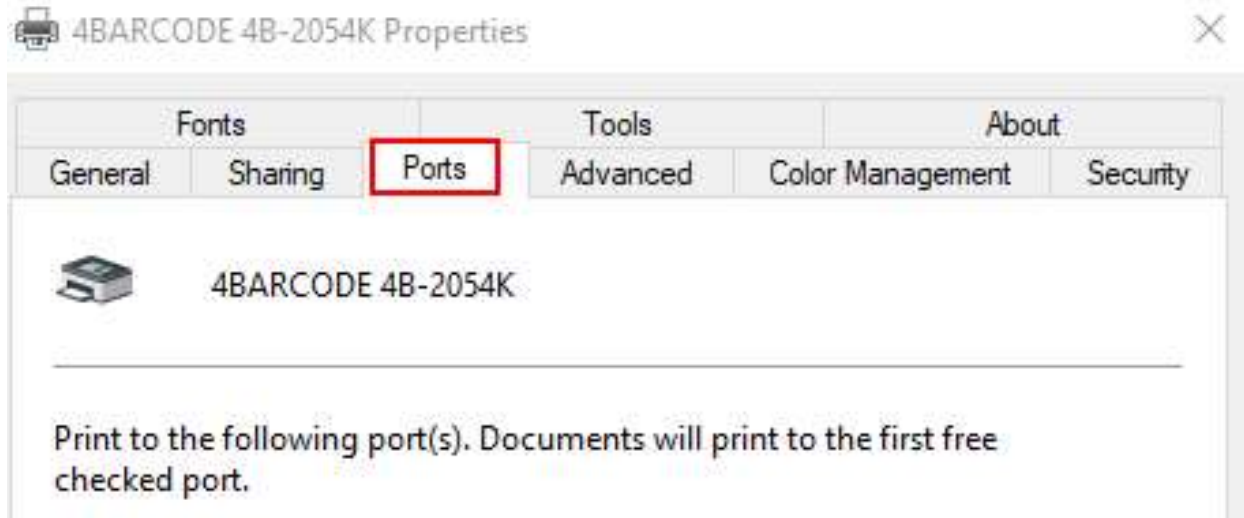 4BARCODE 4B-2054K Properties
Fonts Tools About
General Sharing Ports Advanced Color Management Security
4BARCODE 4B-2054K
Print to the following port(s). Documents will print to the first free
checked port.